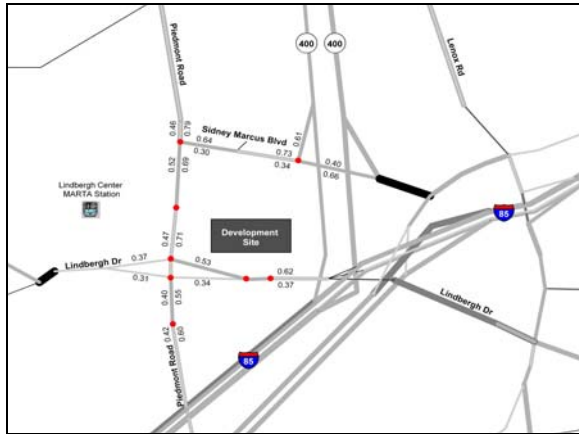 Piedmont Road
400
400
Lenox Rd
0.46
0.79
0.61
Sidney Marcus Blvd
0.64
0.30
0.73
0.34
0.40
0.66
0.52
0.69
Lindbergh Center
MARTA Station
Development
Site
85
0.47
0.71
0.37
Lindbergh Dr
0.53
0.31
0.34
0.62
0.37
0.40
0.55
Lindbergh Dr
0.42
0.60
85
Piedmont Road